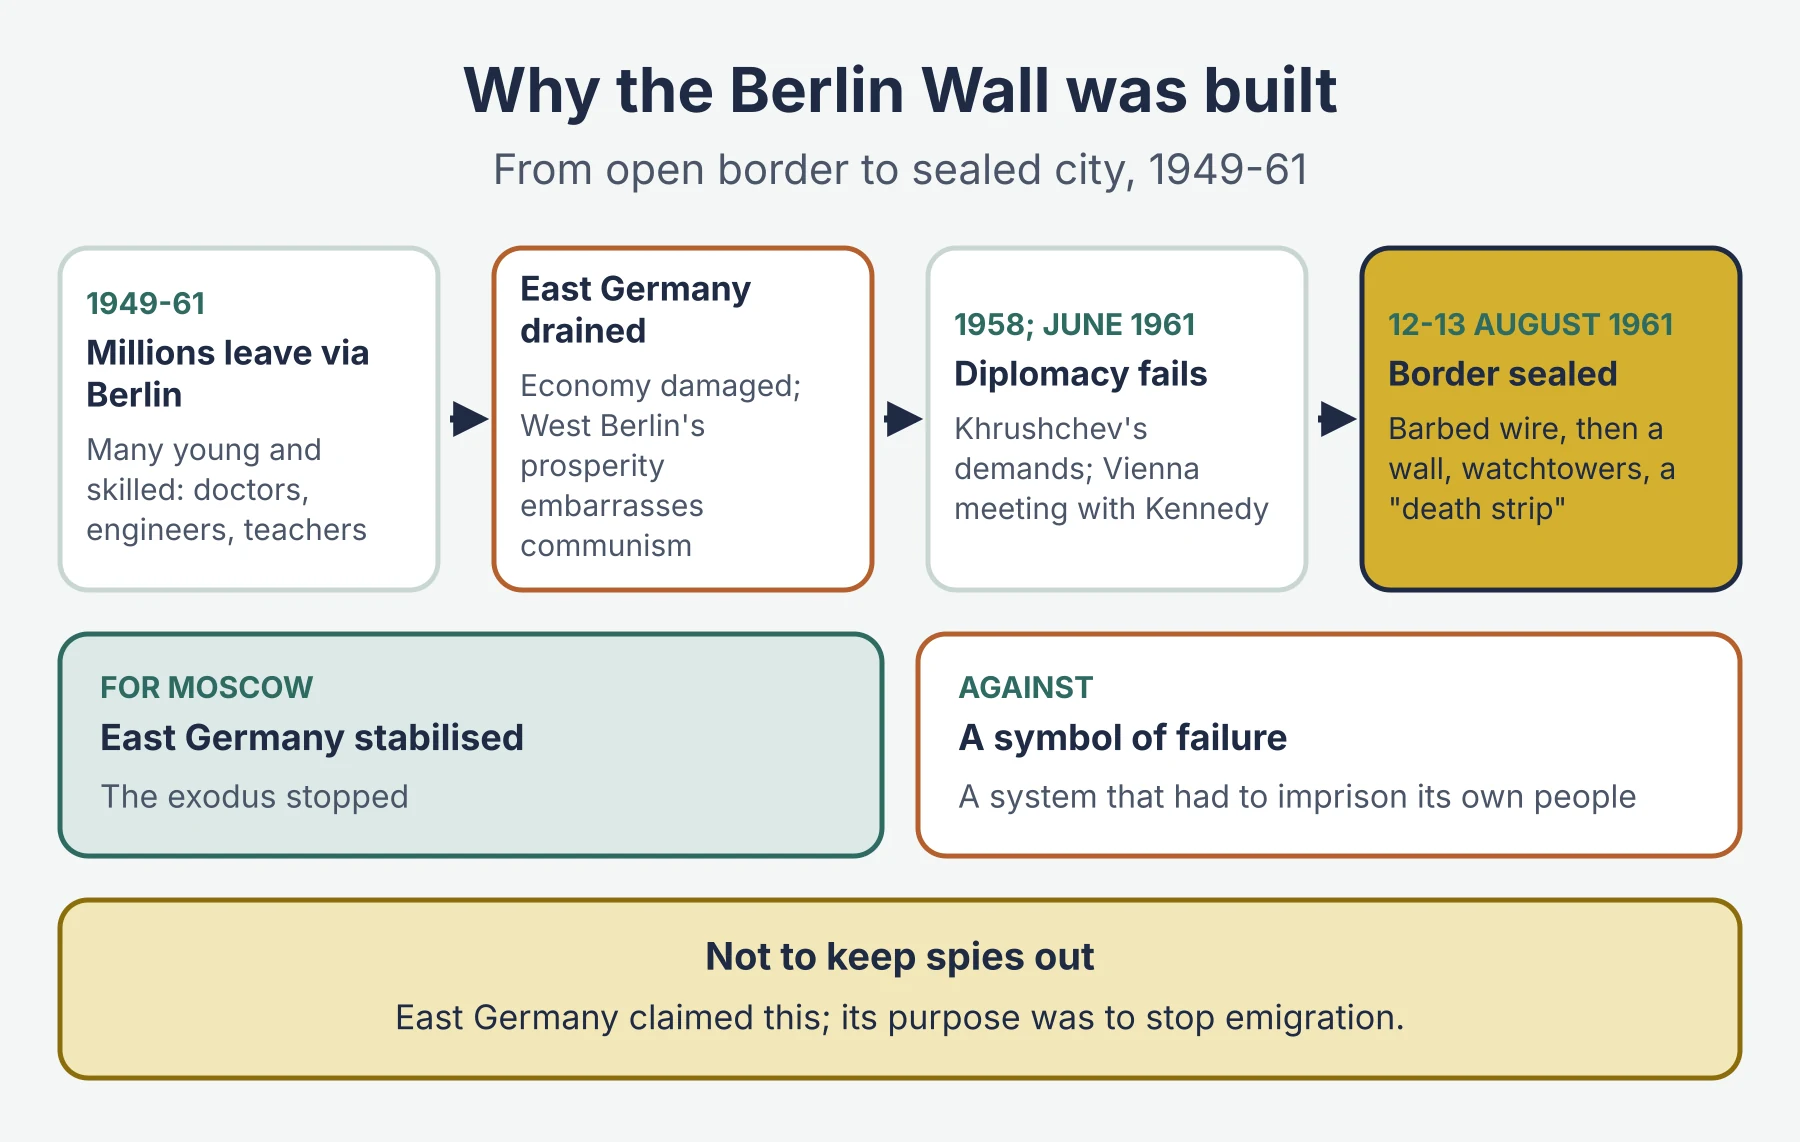 Why the Berlin Wall was built
From open border to sealed city, 1949-61
1949-61
Millions leave via
Berlin
Many young and
skilled: doctors,
engineers, teachers
East Germany
drained
Economy damaged;
West Berlin's
prosperity
embarrasses
communism
1958; JUNE 1961
Diplomacy fails
Khrushchev's
demands; Vienna
meeting with Kennedy
12-13 AUGUST 1961
Border sealed
Barbed wire, then a
wall, watchtowers, a
"death strip"
FOR MOSCOW
East Germany stabilised
The exodus stopped
AGAINST
A symbol of failure
A system that had to imprison its own people
Not to keep spies out
East Germany claimed this; its purpose was to stop emigration.